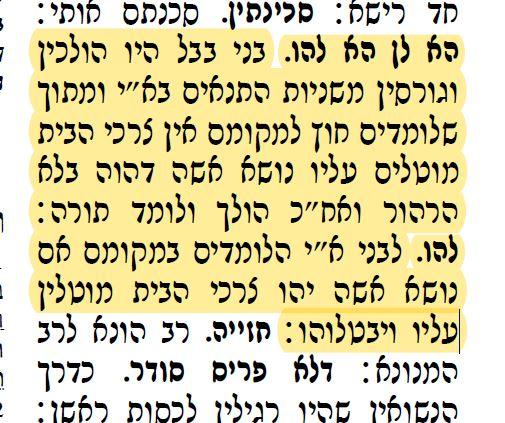 חד רישא: סכינתין. סכנתם אותי:
הא לן הא להו. בני בבל היו הולכין
וגורסין משניות התנאים בא"י ומתוך
שלומדים חוץ למקומם אין צרכי הבית
מוטלים עליו נושא אשה דהוה בלא
הרהור ואח"כ הולך ולומד תורה:
להו. לבני א"י הלומדים במקומם אם
נושא אשה יהו צרכי הבית מוטלין
עליו ויבטלוהו: חזייה. רב הונא לרב
המנונא: דלא פריס סודר. כדרך
הנשואין שהיו רגילין לכסות ראשן: